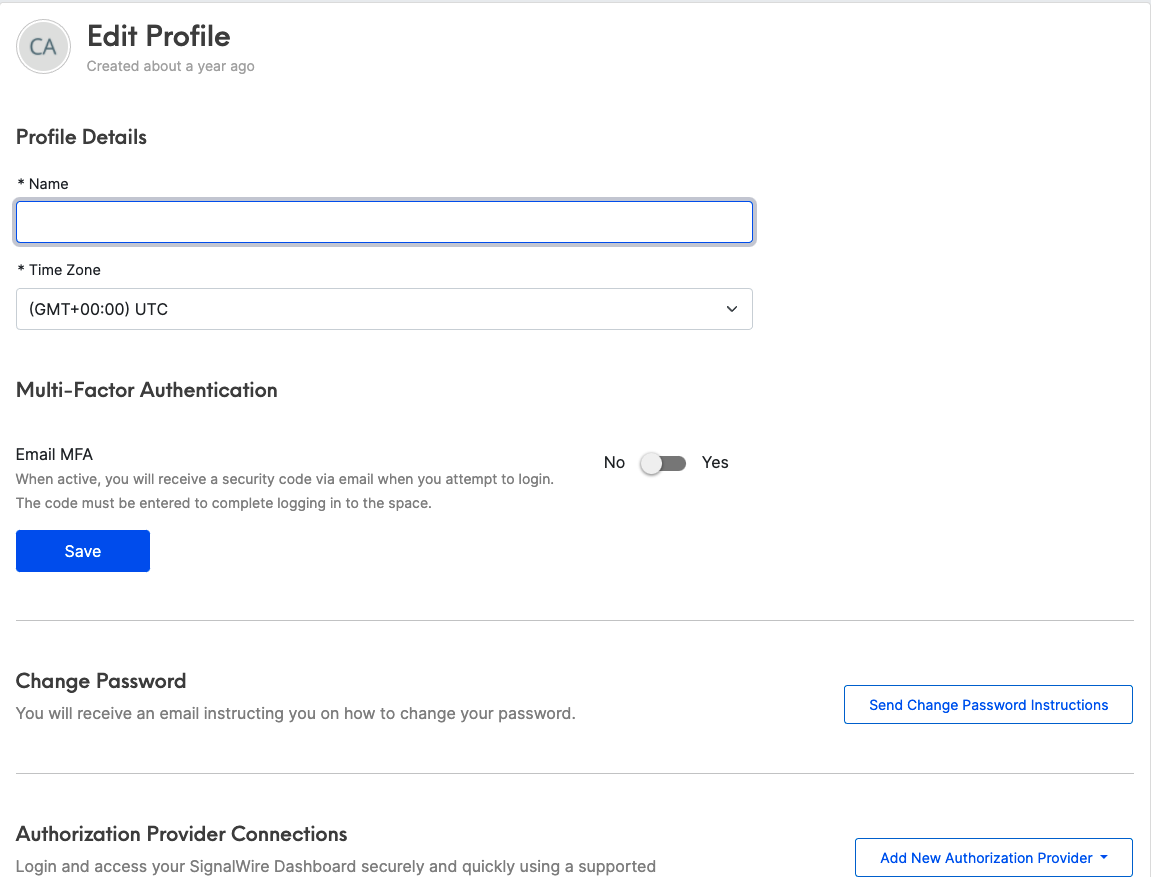 CA
Edit Profile
Created about a year ago
Profile Details
* Name
* Time Zone
(GMT+00:00) UTC
Multi-Factor Authentication
Email MFA
No
Yes
When active, you will receive a security code via email when you attempt to login.
The code must be entered to complete logging in to the space.
Save
Change Password
You will receive an email instructing you on how to change your password.
Send Change Password Instructions
Authorization Provider Connections
Login and access your SignalWire Dashboard securely and quickly using a supported
Add New Authorization Provider